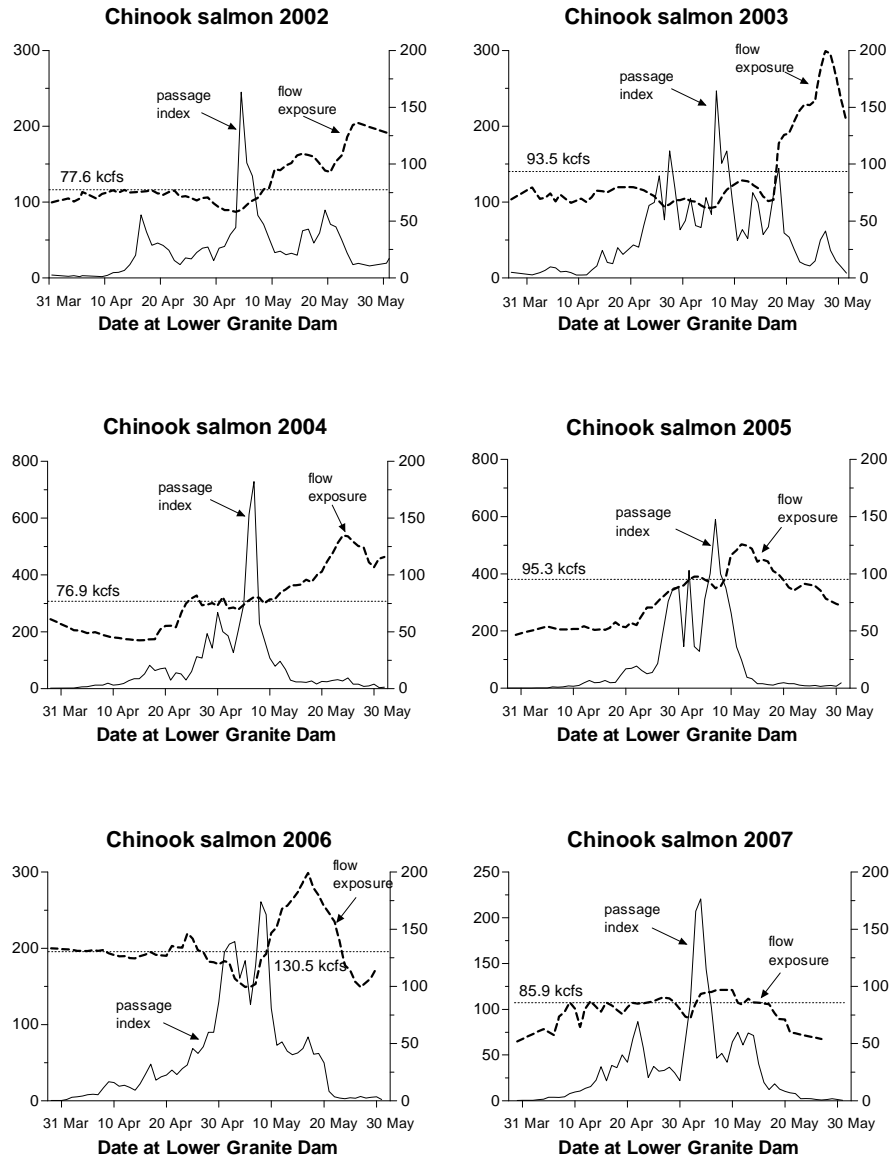 Chinook salmon 2002
300
200
100
0
200
150
100
50
0
passage
index
flow
exposure
77.6 kcfs
31 Mar 10 Apr 20 Apr 30 Apr 10 May 20 May 30 May
Date at Lower Granite Dam
Chinook salmon 2003
300
200
100
0
200
150
100
50
0
passage
index
flow
exposure
93.5 kcfs
31 Mar 10 Apr 20 Apr 30 Apr 10 May 20 May 30 May
Date at Lower Granite Dam
Chinook salmon 2004
800
600
400
200
0
200
150
100
50
0
passage
index
flow
exposure
76.9 kcfs
31 Mar 10 Apr 20 Apr 30 Apr 10 May 20 May 30 May
Date at Lower Granite Dam
Chinook salmon 2005
800
600
400
200
0
200
150
100
50
0
passage
index
flow
exposure
95.3 kcfs
31 Mar 10 Apr 20 Apr 30 Apr 10 May 20 May 30 May
Date at Lower Granite Dam
Chinook salmon 2006
300
200
100
0
200
150
100
50
0
flow
exposure
130.5 kcfs
passage
index
31 Mar 10 Apr 20 Apr 30 Apr 10 May 20 May 30 May
Date at Lower Granite Dam
Chinook salmon 2007
250
200
150
100
50
0
200
150
100
50
0
passage
index
flow
exposure
85.9 kcfs
31 Mar 10 Apr 20 Apr 30 Apr 10 May 20 May 30 May
Date at Lower Granite Dam